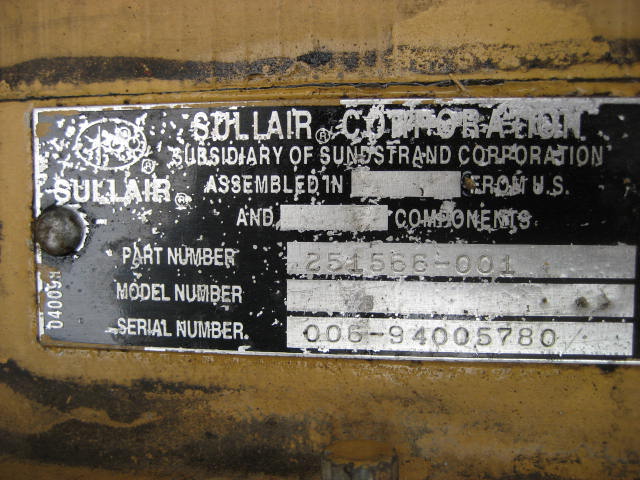 SULLAIR® CORPORATION
SUBSIDIARY OF SUNDSTRAND CORPORATION
SULLAIR®
ASSEMBLED IN FROM U.S.
AND COMPONENTS
PART NUMBER 251566-001
MODEL NUMBER
SERIAL NUMBER. 006-94005780
04009H